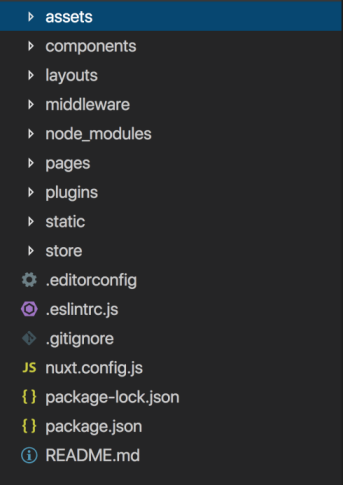 assets
components
layouts
middleware
node_modules
pages
plugins
static
store
.editorconfig
.eslintrc.js
.gitignore
JS nuxt.config.js
{ } package-lock.json
{ } package.json
README.md